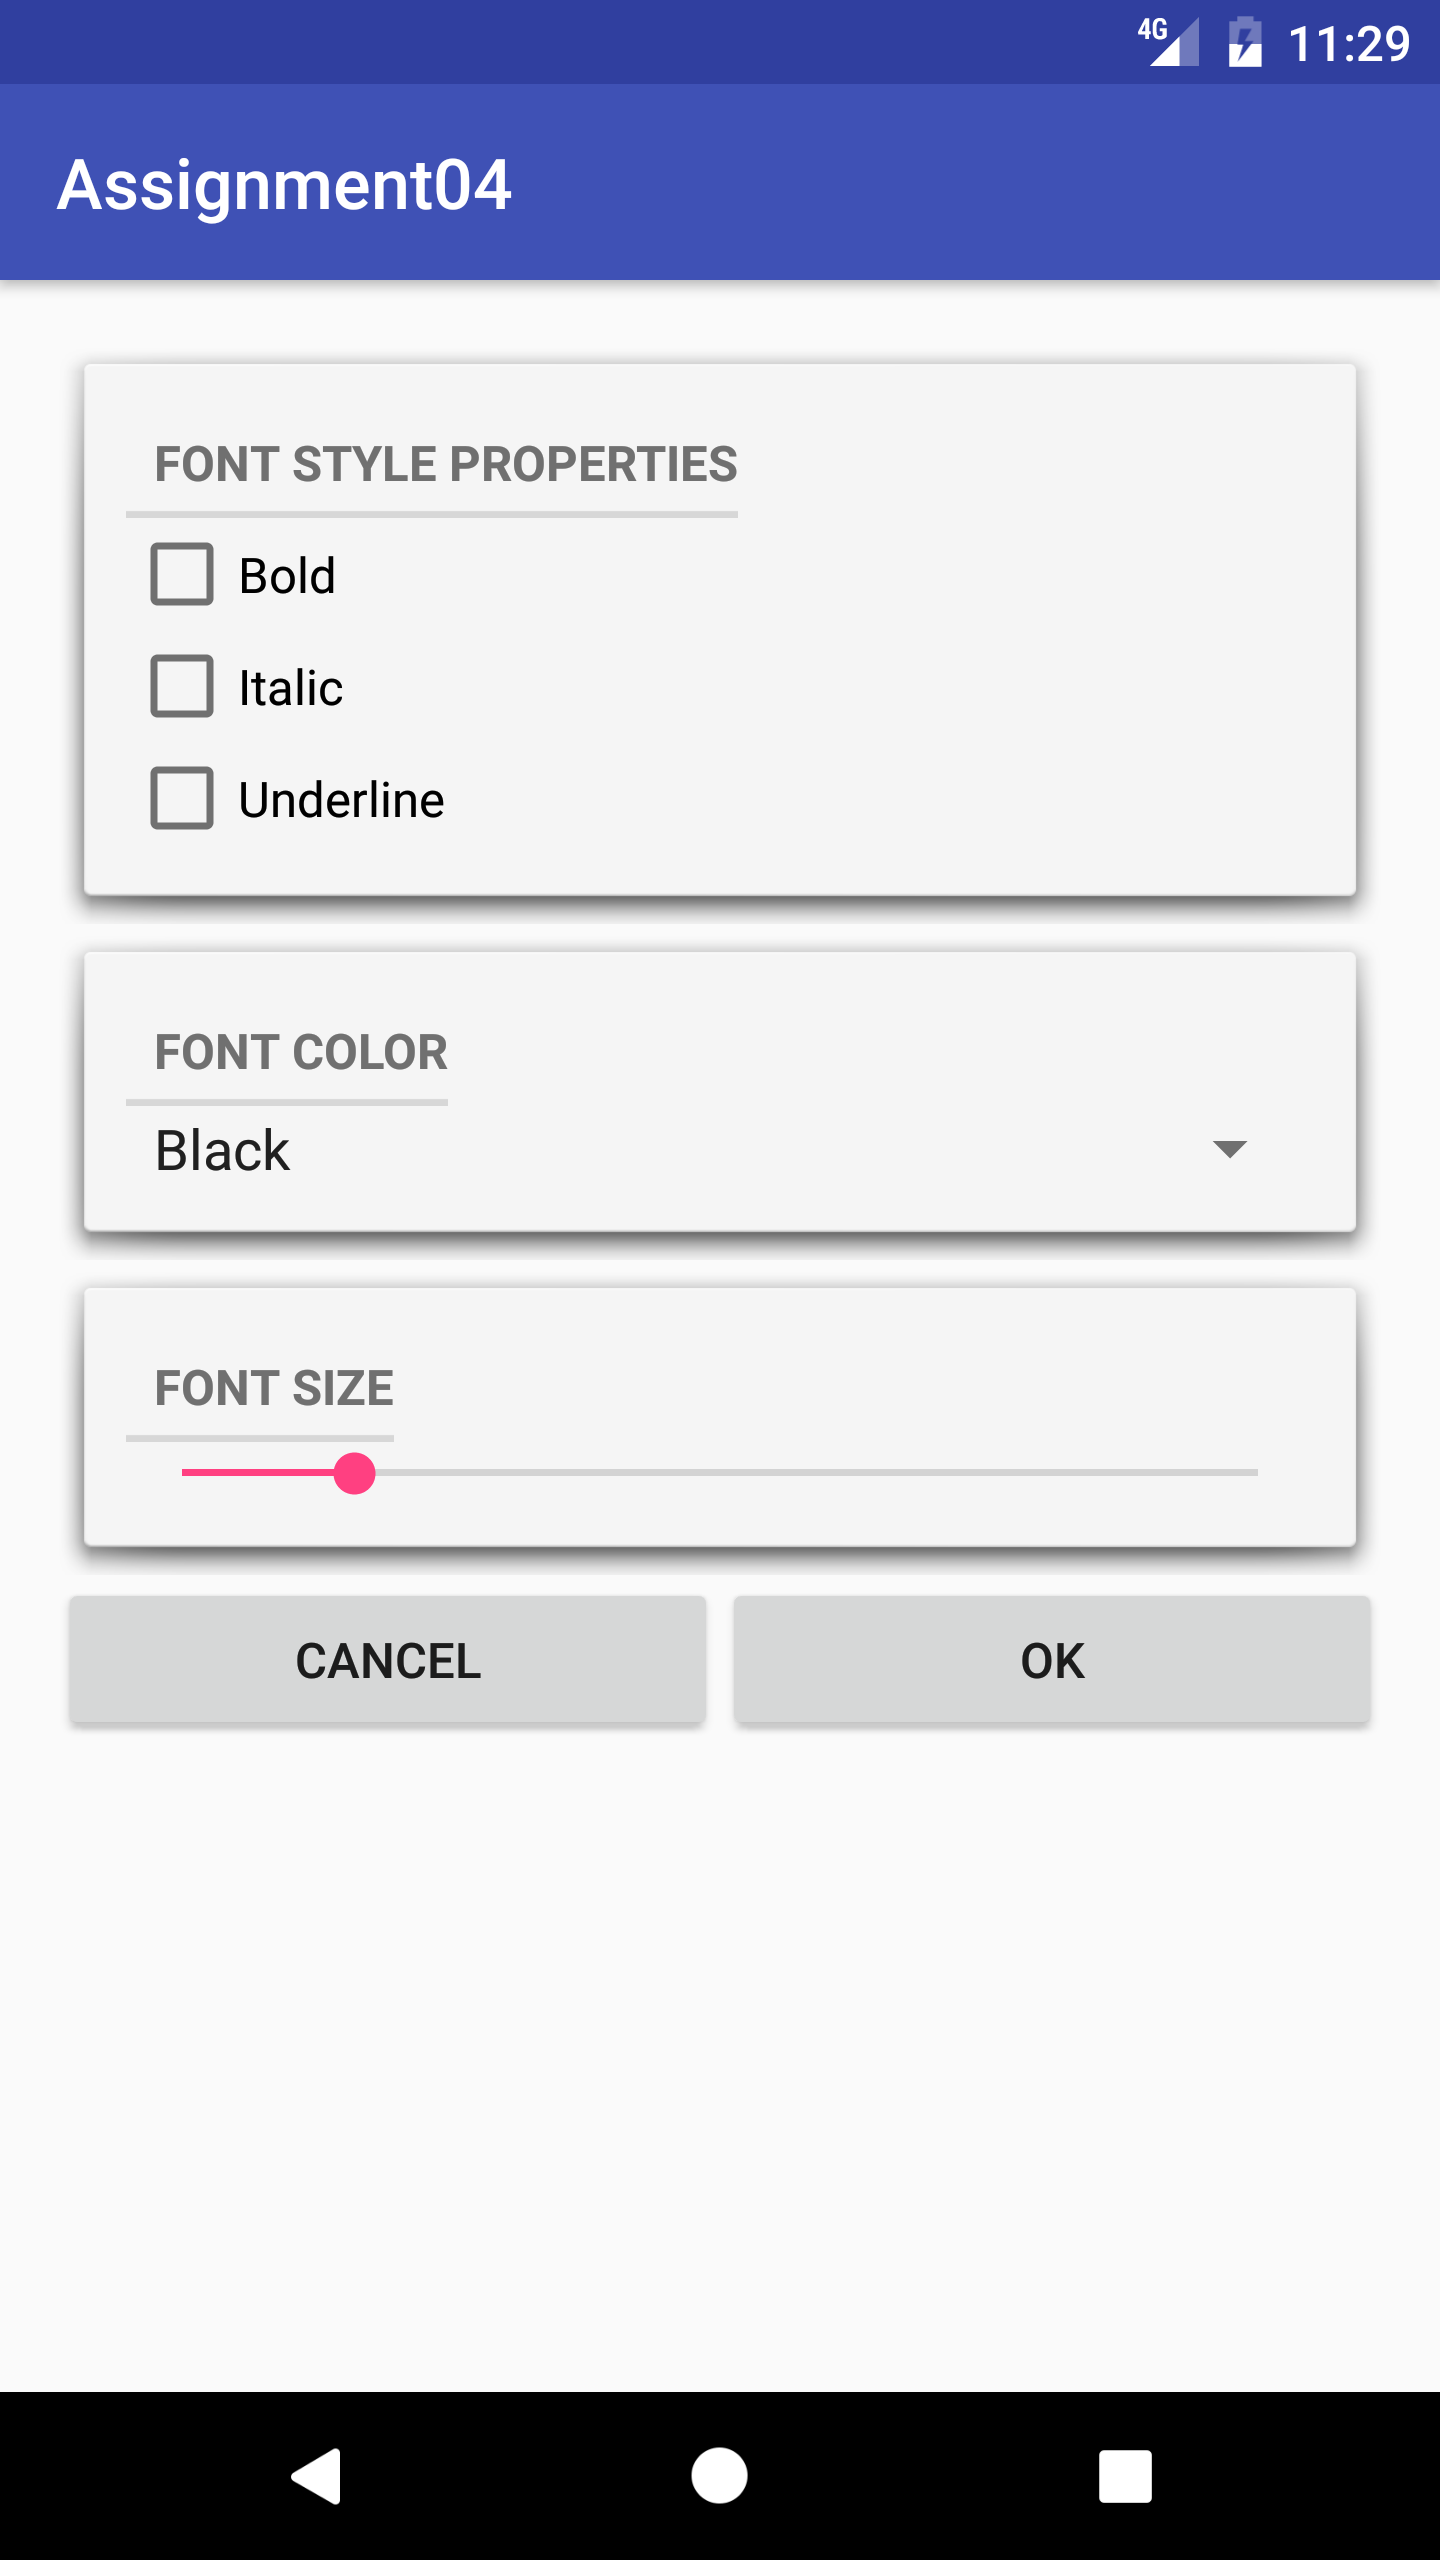 4G 11:29
Assignment04
FONT STYLE PROPERTIES
Bold
Italic
Underline
FONT COLOR
Black
FONT SIZE
CANCEL OK